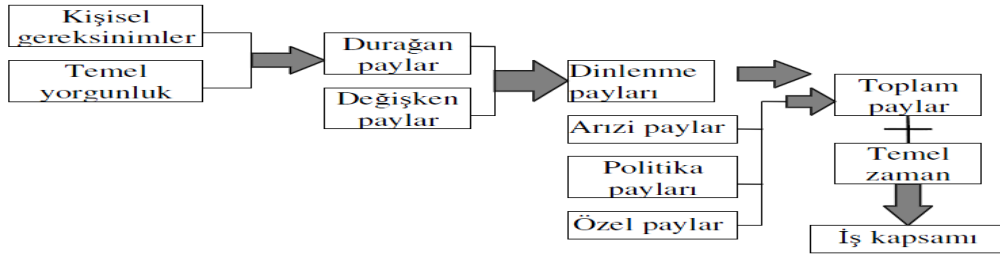 Kişisel
gereksinimler
Temel
yorgunluk
Durağan
paylar
Değişken
paylar
Dinlenme
payları
Arızi paylar
Politika
payları
Özel paylar
Toplam
paylar
Temel
zaman
İş kapsamı